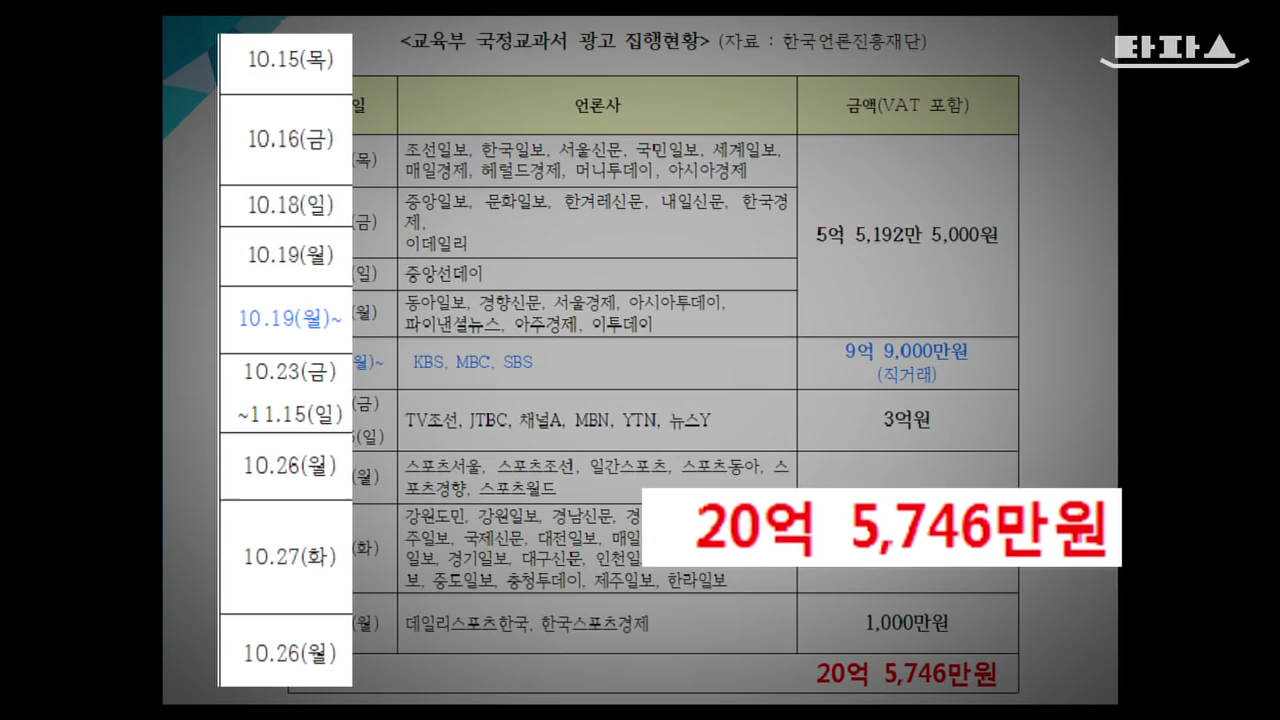 <교육부 국정교과서 광고 집행현황> (자료 : 한국언론진흥재단)
타파스
일 언론사 금액(VAT 포함)
10.15(목)
10.16(금)
10.18(일)
10.19(월)
10.19(월)~
10.23(금)
~11.15(일)
10.26(월)
10.27(화)
10.26(월)
(목) 조선일보, 한국일보, 서울신문, 국민일보, 세계일보,
매일경제, 헤럴드경제, 머니투데이, 아시아경제
(금) 중앙일보, 문화일보, 한겨레신문, 내일신문, 한국경
제,
이데일리
5억 5,192만 5,000원
(일) 중앙선데이
(월) 동아일보, 경향신문, 서울경제, 아시아투데이,
파이낸셜뉴스, 아주경제, 이투데이
월)~ KBS, MBC, SBS 9억 9,000만원
(직거래)
(금)
TV조선, JTBC, 채널A, MBN, YTN, 뉴스Y 3억원
(일)
(월) 스포츠서울, 스포츠조선, 일간스포츠, 스포츠동아, 스
포츠경향, 스포츠월드
20억 5,746만원
강원도민, 강원일보, 경남신문, 경
(화) 주일보, 국제신문, 대전일보, 매일
일보, 경기일보, 대구신문, 인천일
보, 중도일보, 충청투데이, 제주일보, 한라일보
(월) 데일리스포츠한국, 한국스포츠경제 1,000만원
20억 5,746만원